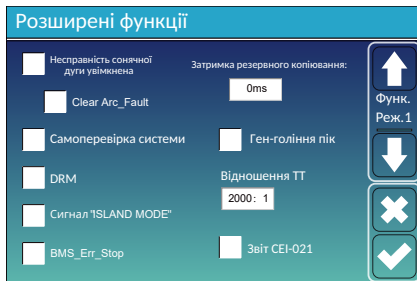 Розширені функції
Несправність сонячної
дуги увімкнена
Clear Arc_Fault
Самоперевірка системи
DRM
Сигнал "ISLAND MODE"
BMS_Err_Stop
Затримка резервного копіювання:
0ms
Ген-гоління пік
Відношення ТТ
2000: 1
Звіт CEI-021
Функ.
Реж.1